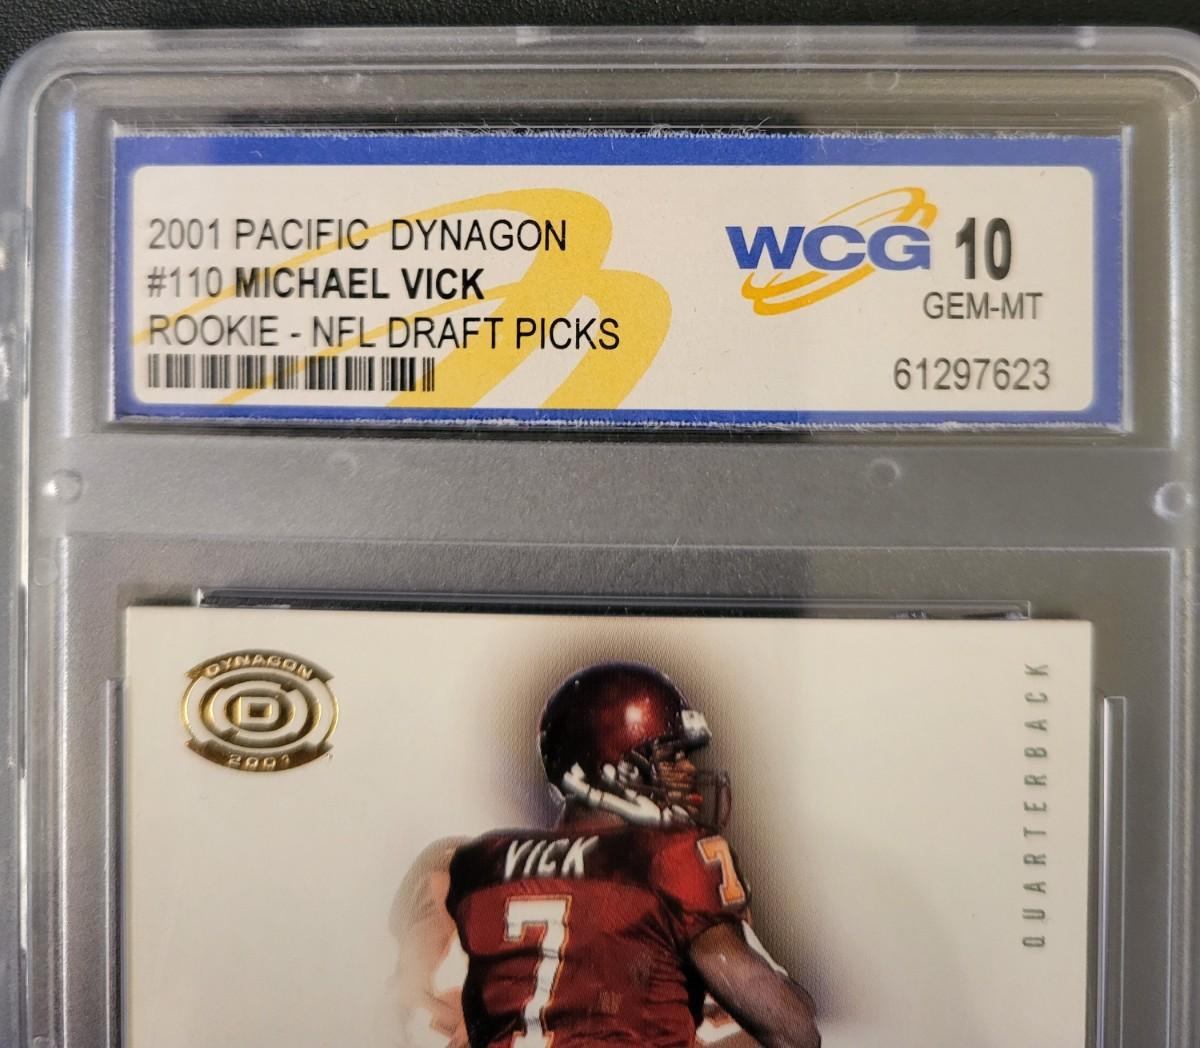 2001 PACIFIC DYNAGON
#110 MICHAEL VICK
ROOKIE - NFL DRAFT PICKS
WCG 10
GEM-MT
61297623
DYNAGON
D
2001
QUARTERBACK
VICK
7
7